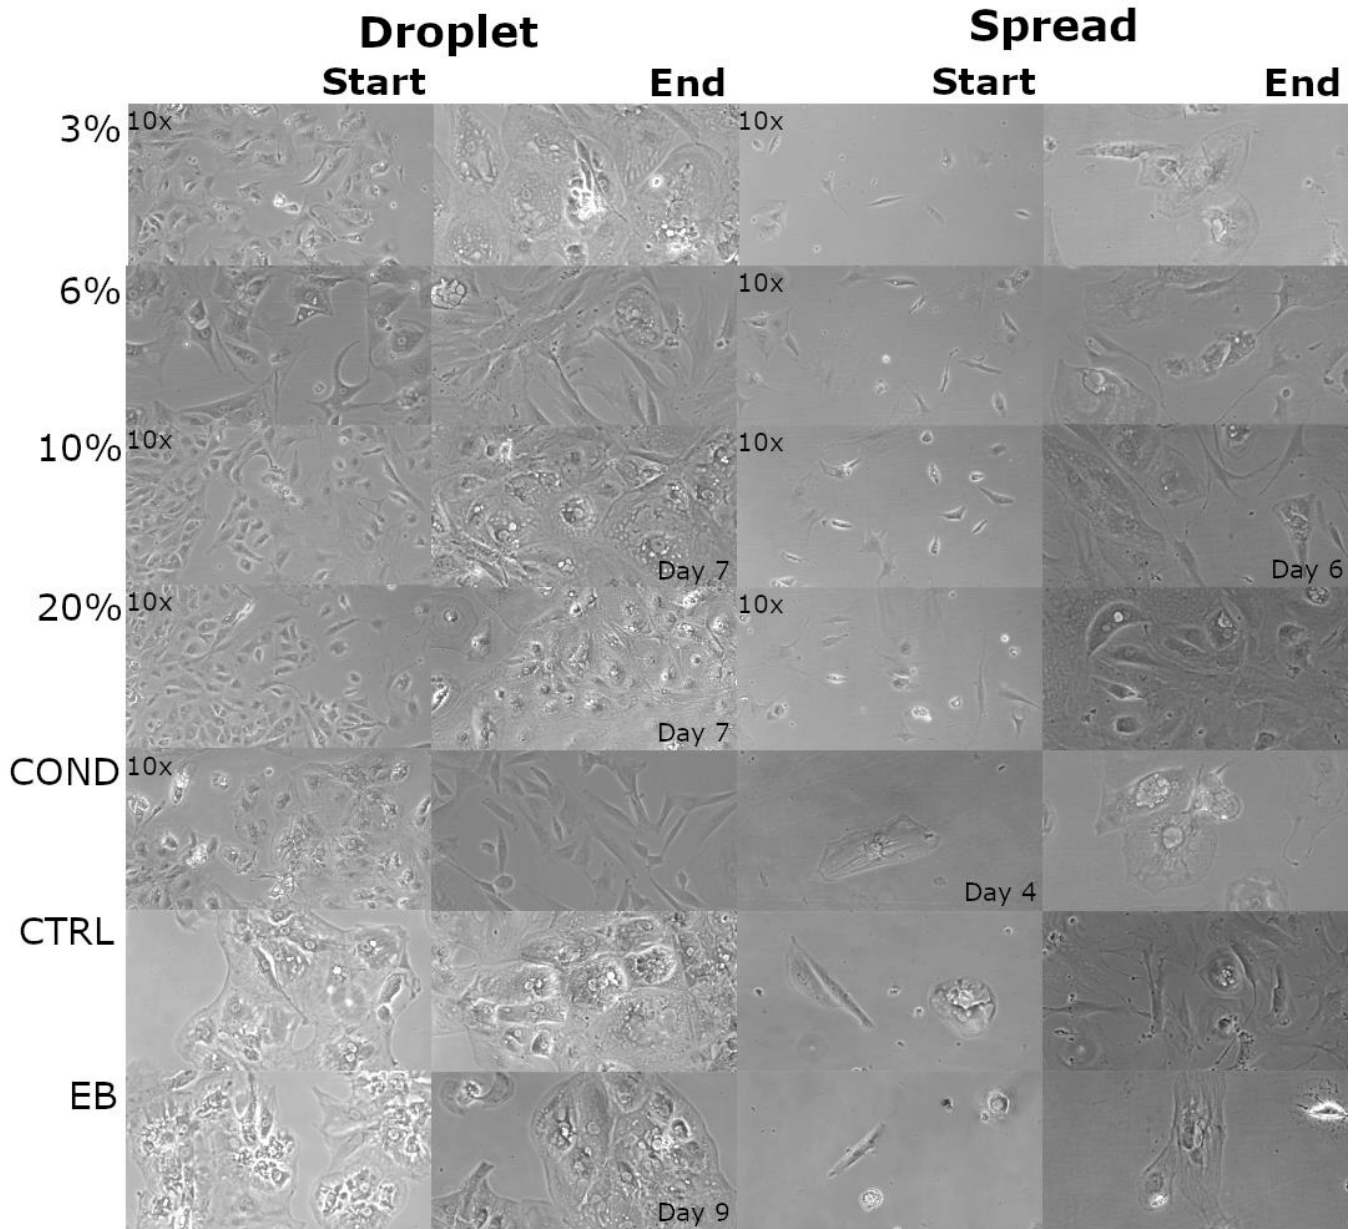 Droplet Spread
Start End Start End
3% 10x 10x
6% 10x
10% 10x 10x
Day 7 Day 6
20% 10x 10x
Day 7
COND 10x
Day 4
CTRL
EB
Day 9